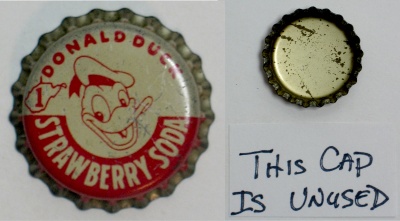 DONALD DUCK
1
STRAWBERRY SODA
THIS CAP
IS UNUSED